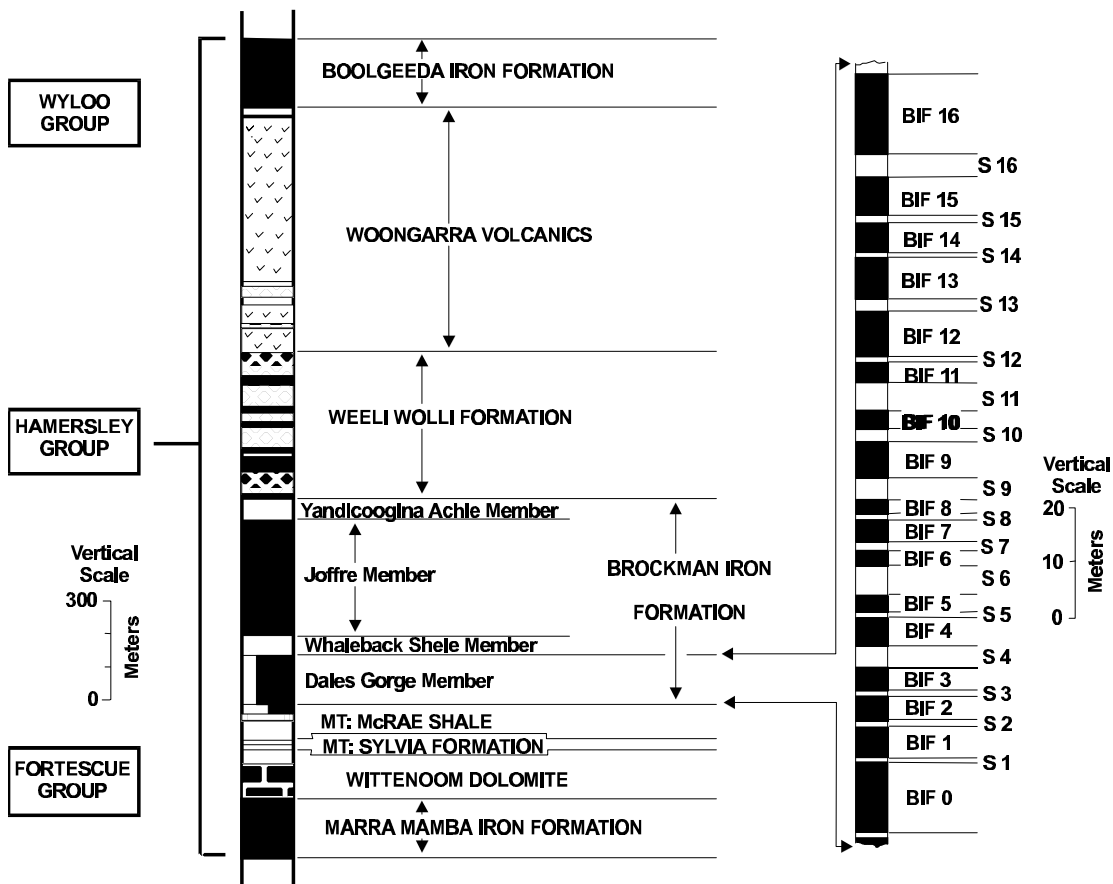 WYLOO
GROUP
HAMERSLEY
GROUP
FORTESCUE
GROUP
Vertical
Scale
300
0
Meters
BOOLGEEDA IRON FORMATION
WOONGARRA VOLCANICS
WEELI WOLLI FORMATION
Yandicoogina Achie Member
Joffre Member
BROCKMAN IRON
FORMATION
Whaleback Shele Member
Dales Gorge Member
MT: McRAE SHALE
MT: SYLVIA FORMATION
WITTENOOM DOLOMITE
MARRA MAMBA IRON FORMATION
BIF 16
S 16
BIF 15
S 15
BIF 14
S 14
BIF 13
S 13
BIF 12
S 12
BIF 11
S 11
BIF 10
S 10
BIF 9
S 9
BIF 8
S 8
BIF 7
S 7
BIF 6
S 6
BIF 5
S 5
BIF 4
S 4
BIF 3
S 3
BIF 2
S 2
BIF 1
S 1
BIF 0
Vertical
Scale
20
10
0
Meters